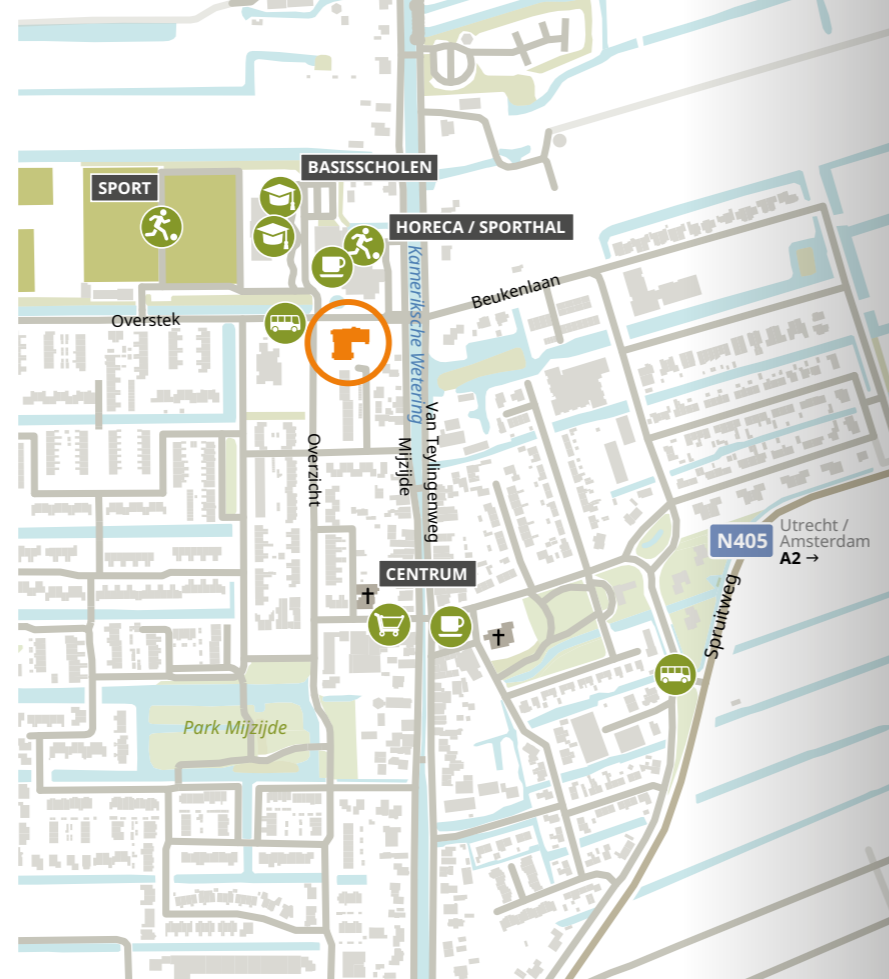 BASISSCHOLEN
SPORT
HORECA / SPORTHAL
Kameriksche Wetering
Beukenlaan
Overstek
Van Teylingenweg
Mijzijde
Overzicht
N405
Utrecht /
Amsterdam
A2 →
CENTRUM
Spruitweg
Park Mijzijde